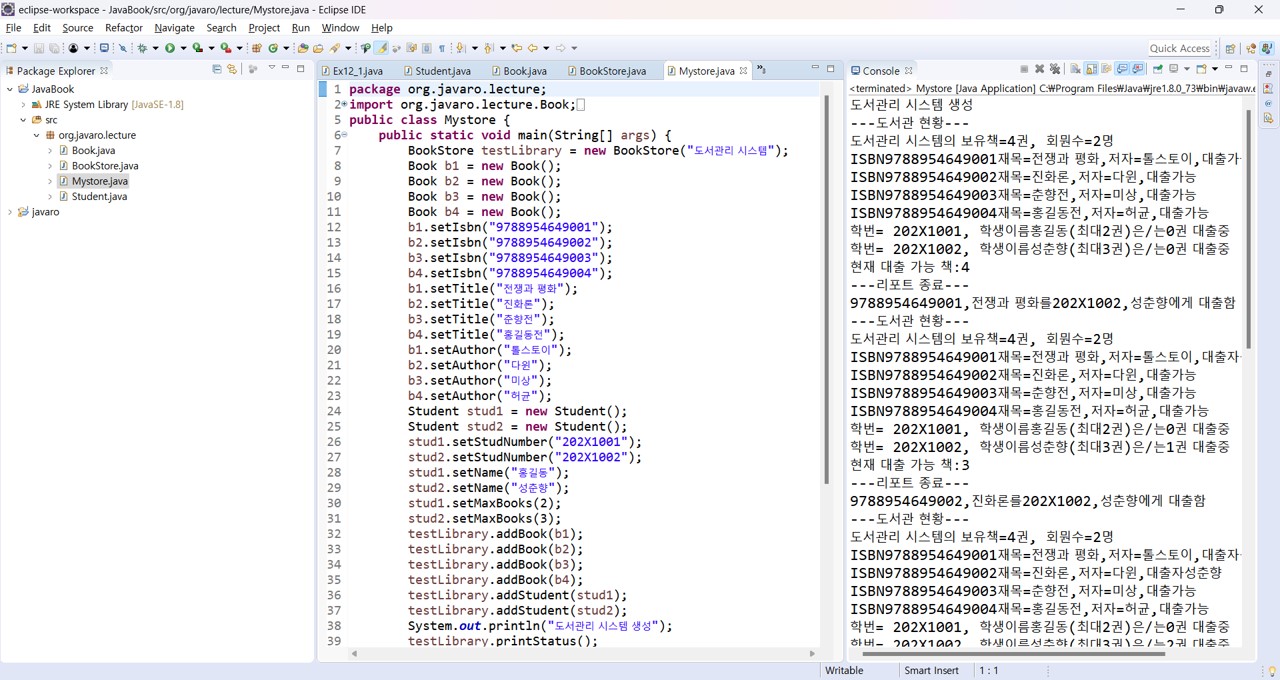 eclipse-workspace - JavaBook/src/org/javaro/lecture/Mystore.java - Eclipse IDE
File Edit Source Refactor Navigate Search Project Run Window Help
Quick Access
Package Explorer
JavaBook
JRE System Library [JavaSE-1.8]
src
org.javaro.lecture
Book.java
BookStore.java
Mystore.java
Student.java
javaro
Ex12_1.java Student.java Book.java BookStore.java Mystore.java
1 package org.javaro.lecture;
2 import org.javaro.lecture.Book;
5 public class Mystore {
6 public static void main(String[] args) {
7 BookStore testLibrary = new BookStore("도서관리 시스템");
8 Book b1 = new Book();
9 Book b2 = new Book();
10 Book b3 = new Book();
11 Book b4 = new Book();
12 b1.setIsbn("9788954649001");
13 b2.setIsbn("9788954649002");
14 b3.setIsbn("9788954649003");
15 b4.setIsbn("9788954649004");
16 b1.setTitle("전쟁과 평화");
17 b2.setTitle("진화론");
18 b3.setTitle("춘향전");
19 b4.setTitle("홍길동전");
20 b1.setAuthor("톨스토이");
21 b2.setAuthor("다윈");
22 b3.setAuthor("미상");
23 b4.setAuthor("허균");
24 Student stud1 = new Student();
25 Student stud2 = new Student();
26 stud1.setStudNumber("202X1001");
27 stud2.setStudNumber("202X1002");
28 stud1.setName("홍길동");
29 stud2.setName("성춘향");
30 stud1.setMaxBooks(2);
31 stud2.setMaxBooks(3);
32 testLibrary.addBook(b1);
33 testLibrary.addBook(b2);
34 testLibrary.addBook(b3);
35 testLibrary.addBook(b4);
36 testLibrary.addStudent(stud1);
37 testLibrary.addStudent(stud2);
38 System.out.println("도서관리 시스템 생성");
39 testLibrary.printStatus();
Console
<terminated> Mystore [Java Application] C:₩Program Files₩Java₩jre1.8.0_73₩bin₩javaw.e
도서관리 시스템 생성
---도서관 현황---
도서관리 시스템의 보유책=4권, 회원수=2명
ISBN9788954649001재목=전쟁과 평화,저자=톨스토이,대출가
ISBN9788954649002재목=진화론,저자=다윈,대출가능
ISBN9788954649003재목=춘향전,저자=미상,대출가능
ISBN9788954649004재목=홍길동전,저자=허균,대출가능
학번= 202X1001, 학생이름홍길동(최대2권)은/는0권 대출중
학번= 202X1002, 학생이름성춘향(최대3권)은/는0권 대출중
현재 대출 가능 책:4
---리포트 종료---
9788954649001,전쟁과 평화를202X1002,성춘향에게 대출함
---도서관 현황---
도서관리 시스템의 보유책=4권, 회원수=2명
ISBN9788954649001재목=전쟁과 평화,저자=톨스토이,대출자
ISBN9788954649002재목=진화론,저자=다윈,대출가능
ISBN9788954649003재목=춘향전,저자=미상,대출가능
ISBN9788954649004재목=홍길동전,저자=허균,대출가능
학번= 202X1001, 학생이름홍길동(최대2권)은/는0권 대출중
학번= 202X1002, 학생이름성춘향(최대3권)은/는1권 대출중
현재 대출 가능 책:3
---리포트 종료---
9788954649002,진화론를202X1002,성춘향에게 대출함
---도서관 현황---
도서관리 시스템의 보유책=4권, 회원수=2명
ISBN9788954649001재목=전쟁과 평화,저자=톨스토이,대출자
ISBN9788954649002재목=진화론,저자=다윈,대출자성춘향
ISBN9788954649003재목=춘향전,저자=미상,대출가능
ISBN9788954649004재목=홍길동전,저자=허균,대출가능
학번= 202X1001, 학생이름홍길동(최대2권)은/는0권 대출중
학번= 202X1002, 학생이름성춘향(최대3권)은/는2권 대출중
Writable Smart Insert 1 : 1